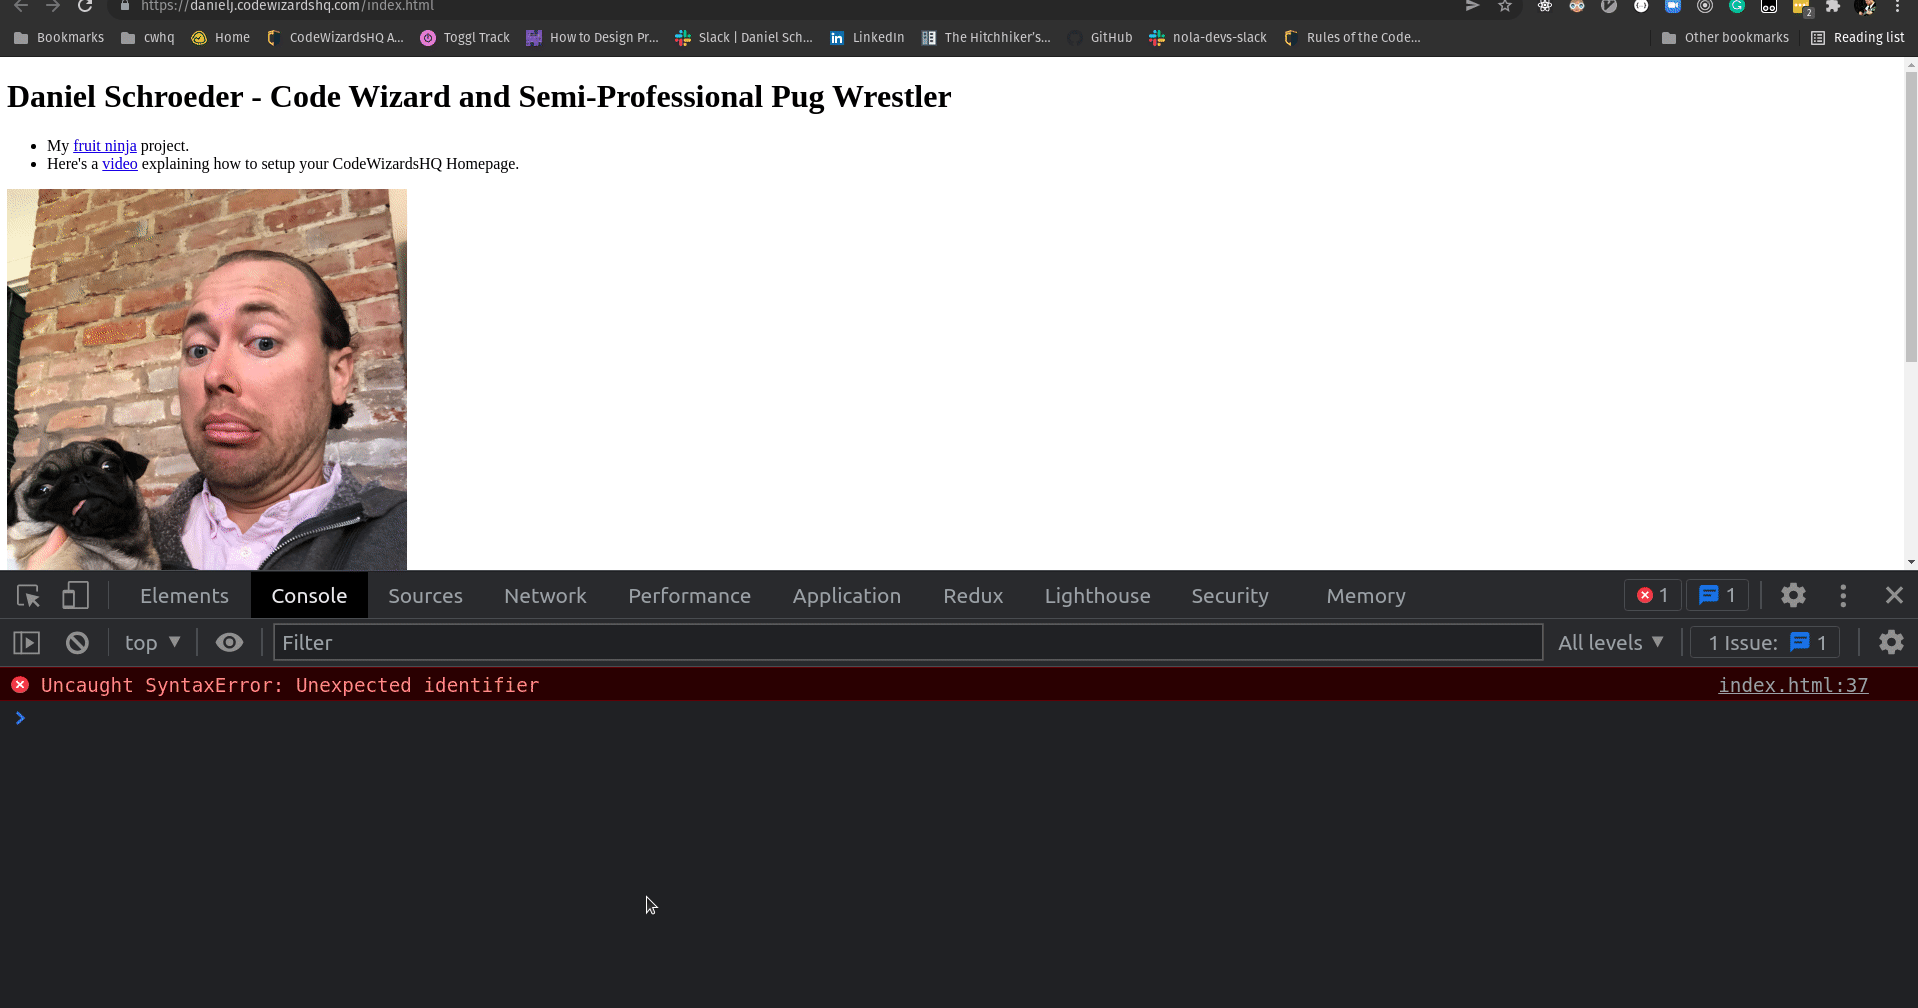 https://danielj.codewizardshq.com/index.html
2
Bookmarks cwhq Home CodeWizardsHQ A... Toggl Track How to Design Pr... Slack | Daniel Sch... LinkedIn The Hitchhiker's... GitHub nola-devs-slack Rules of the Code... Other bookmarks Reading list
Daniel Schroeder - Code Wizard and Semi-Professional Pug Wrestler
My fruit ninja project.
Here's a video explaining how to setup your CodeWizardsHQ Homepage.
Elements Console Sources Network Performance Application Redux Lighthouse Security Memory 1 1
top Filter All levels 1 Issue: 1
Uncaught SyntaxError: Unexpected identifier index.html:37